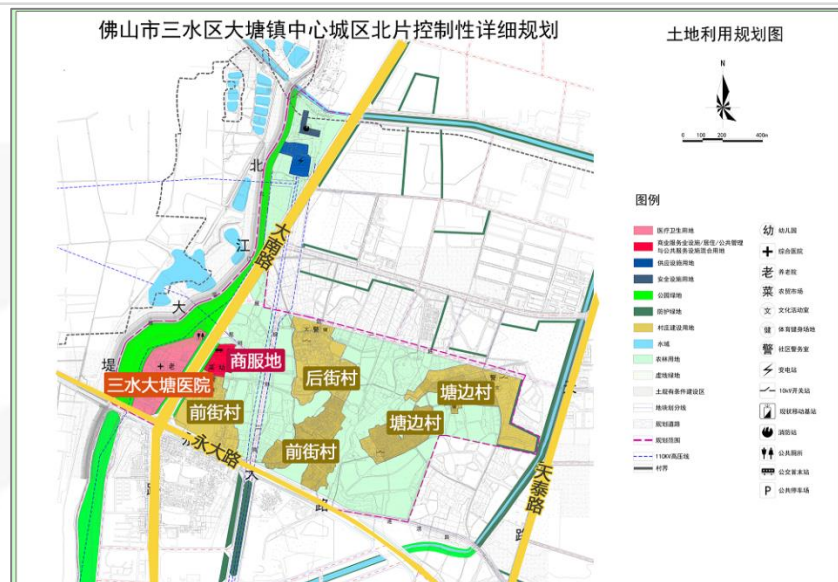 佛山市三水区大塘镇中心城区北片控制性详细规划
土地利用规划图
N
0 100 200 400m
北
江
大
堤
大南路
商服地
三水大塘医院
前街村
后街村
前街村
塘边村
塘边村
永大路
天泰路
大
路
图例
医疗卫生用地
商业服务业设施/居住/公共管理
与公共服务设施混合用地
供应设施用地
安全设施用地
公园绿地
防护绿地
村庄建设用地
水域
农林用地
虚线绿地
土规有条件建设区
地块划分线
规划道路
规划范围
110KV高压线
村界
幼 幼儿园
综合医院
老 养老院
菜 农贸市场
文 文化活动室
健 体育健身场地
警 社区警务室
变电站
10kV开关站
现状移动基站
消防站
公共厕所
公交首末站
P 公共停车场